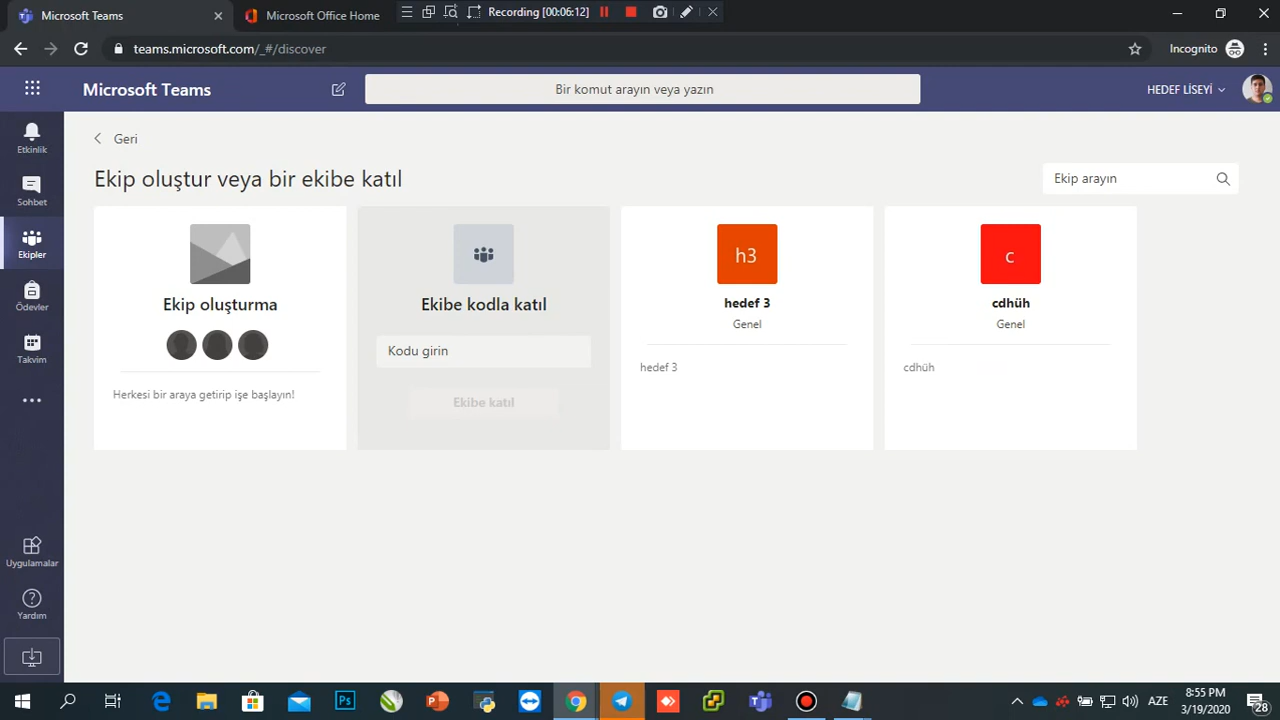 Microsoft Teams
Microsoft Office Home
Recording [00:06:12]
teams.microsoft.com/_#/discover
Incognito
Microsoft Teams
Bir komut arayın veya yazın
HEDEF LİSEYİ
Etkinlik
Sohbet
Ekipler
Ödevler
Takvim
Uygulamalar
Yardım
Geri
Ekip oluştur veya bir ekibe katıl
Ekip arayın
Ekip oluşturma
Herkesi bir araya getirip işe başlayın!
Ekibe kodla katıl
Kodu girin
Ekibe katıl
h3
hedef 3
Genel
hedef 3
c
cdhüh
Genel
cdhüh
Ps
AZE
8:55 PM
3/19/2020
28